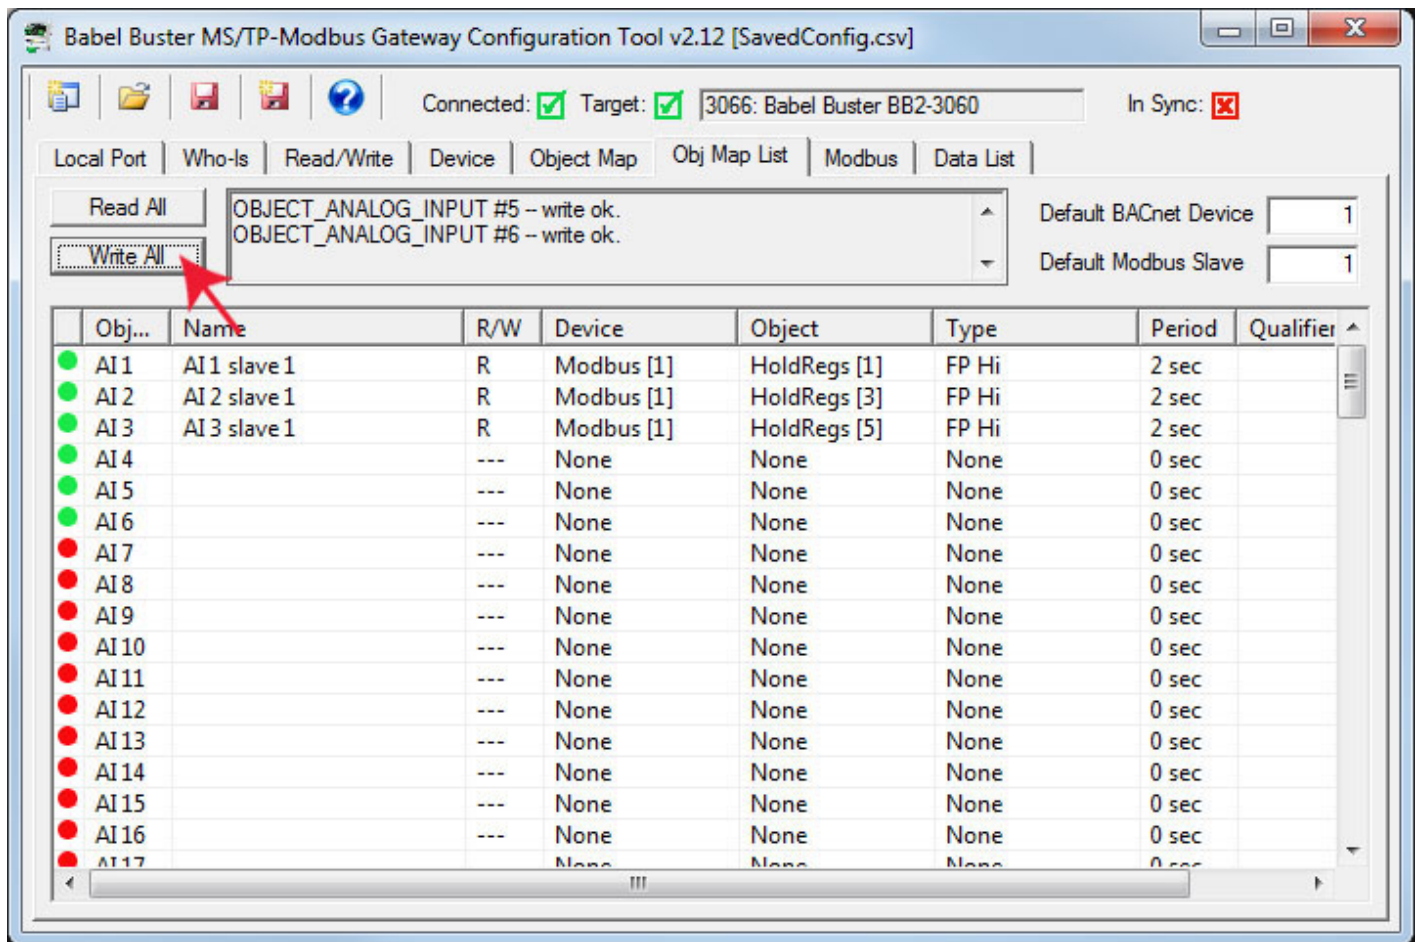 Babel Buster MS/TP-Modbus Gateway Configuration Tool v2.12 [SavedConfig.csv]
Connected: Target: 3066: Babel Buster BB2-3060 In Sync:
Local Port Who-Is Read/Write Device Object Map Obj Map List Modbus Data List
Read All
OBJECT_ANALOG_INPUT #5 -- write ok.
OBJECT_ANALOG_INPUT #6 -- write ok.
Write All
Default BACnet Device 1
Default Modbus Slave 1
Obj... Name R/W Device Object Type Period Qualifier
AI 1 AI 1 slave 1 R Modbus [1] HoldRegs [1] FP Hi 2 sec
AI 2 AI 2 slave 1 R Modbus [1] HoldRegs [3] FP Hi 2 sec
AI 3 AI 3 slave 1 R Modbus [1] HoldRegs [5] FP Hi 2 sec
AI 4 --- None None None 0 sec
AI 5 --- None None None 0 sec
AI 6 --- None None None 0 sec
AI 7 --- None None None 0 sec
AI 8 --- None None None 0 sec
AI 9 --- None None None 0 sec
AI 10 --- None None None 0 sec
AI 11 --- None None None 0 sec
AI 12 --- None None None 0 sec
AI 13 --- None None None 0 sec
AI 14 --- None None None 0 sec
AI 15 --- None None None 0 sec
AI 16 --- None None None 0 sec
AI 17 None None None 0 sec